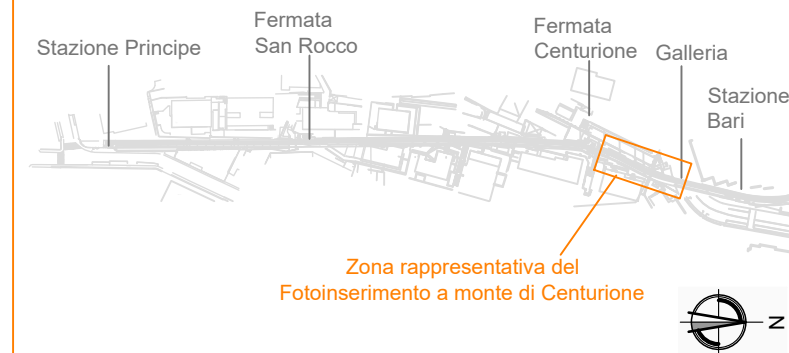 Stazione Principe
Fermata
San Rocco
Fermata
Centurione
Galleria
Stazione
Bari
Zona rappresentativa del
Fotoinserimento a monte di Centurione
N